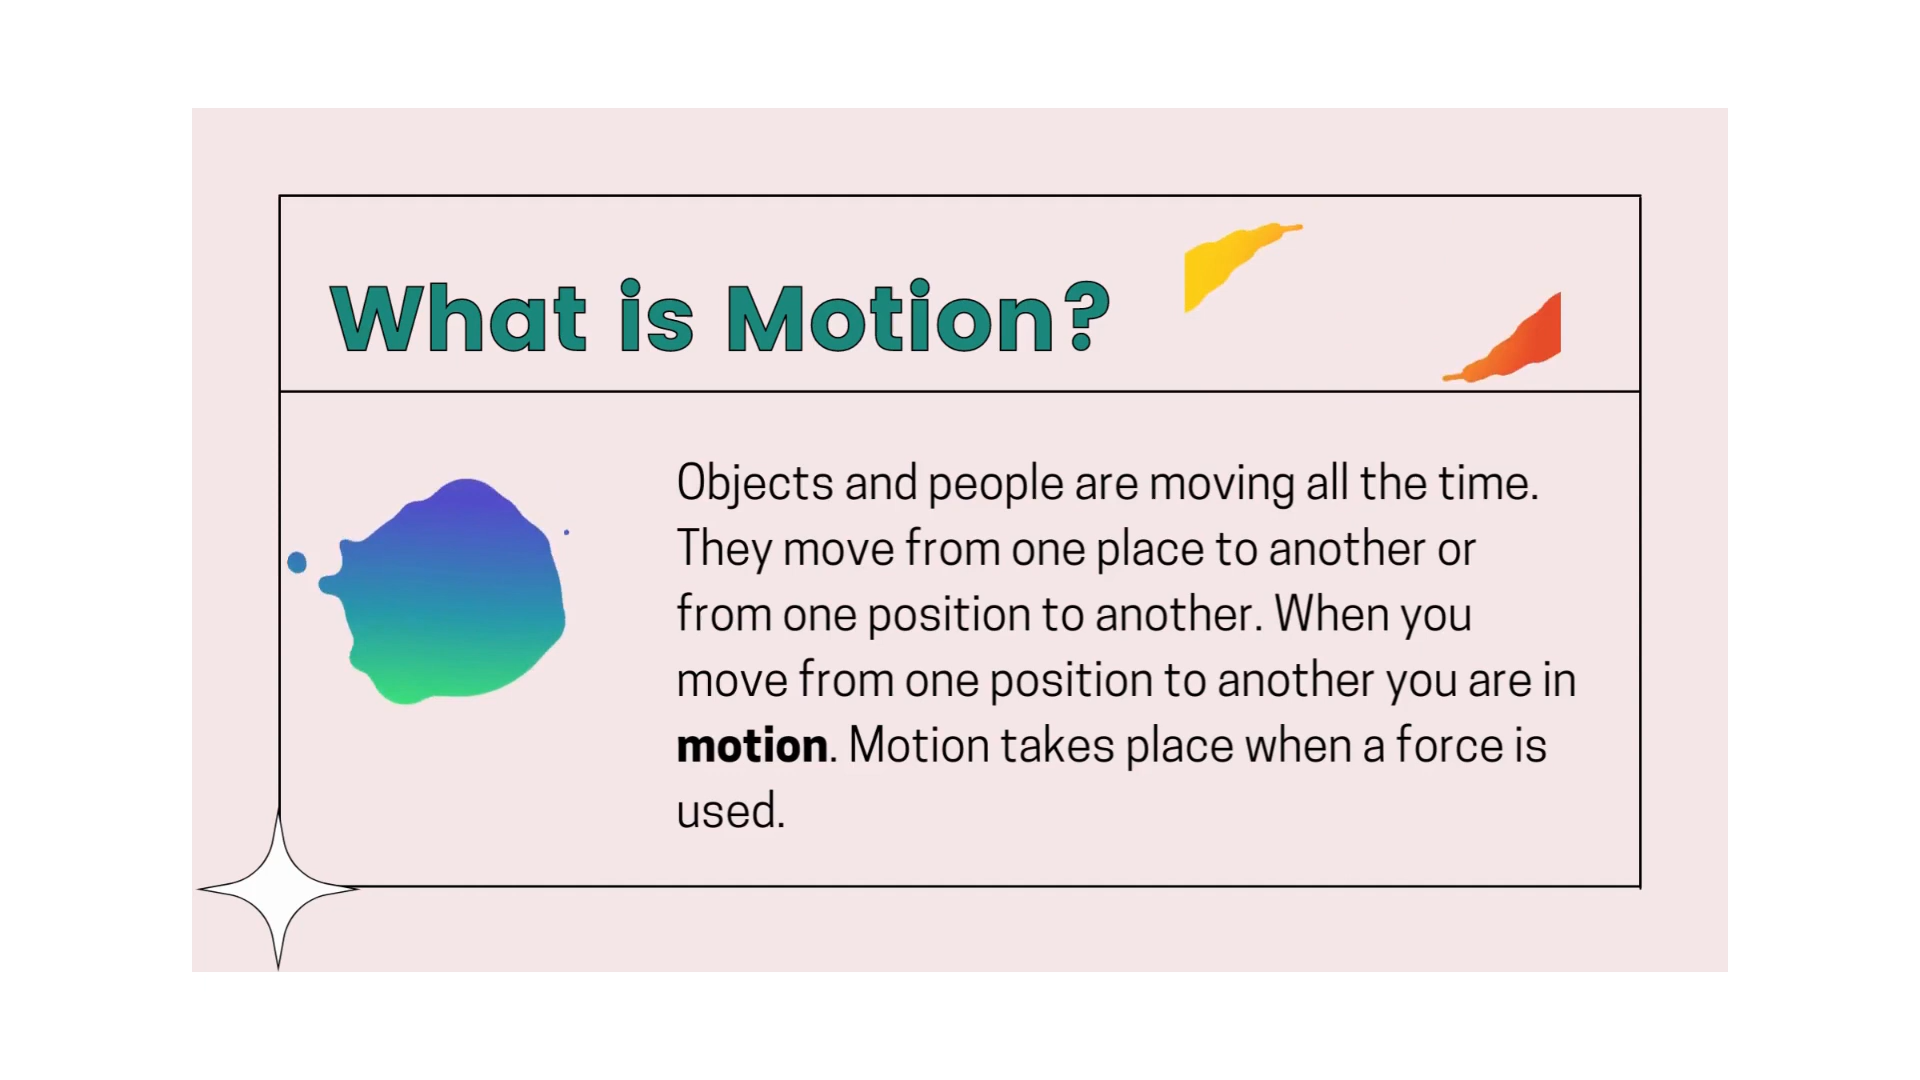 What is Motion?
Objects and people are moving all the time.
They move from one place to another or
from one position to another. When you
move from one position to another you are in
motion. Motion takes place when a force is
used.